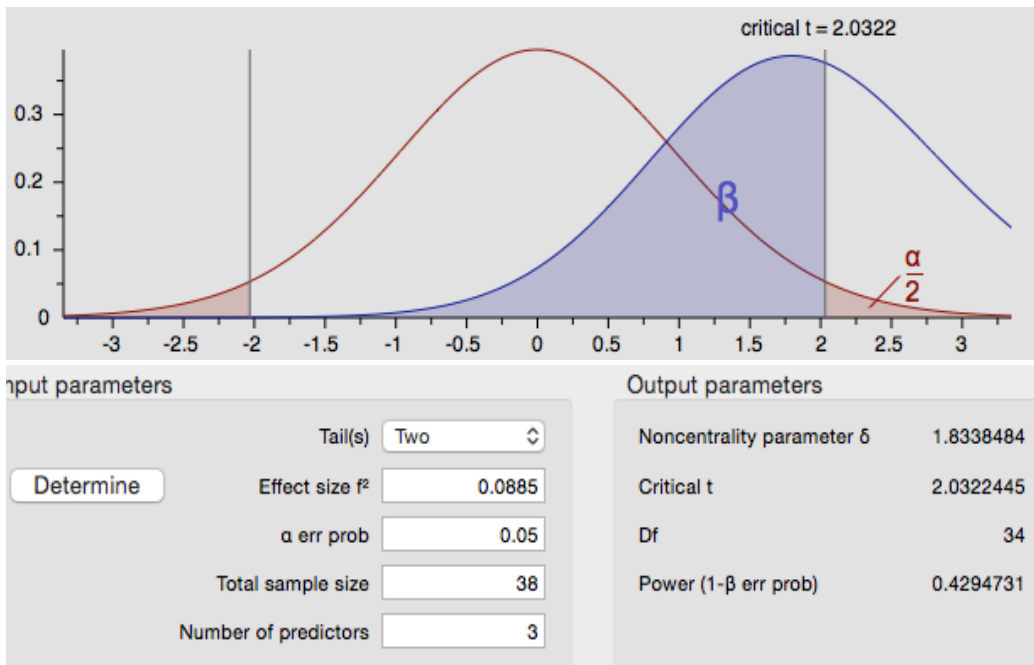 critical t = 2.0322
0.3
0.2
0.1
0
β
α
2
-3 -2.5 -2 -1.5 -1 -0.5 0 0.5 1 1.5 2 2.5 3
nput parameters
Tail(s) Two
Determine Effect size f² 0.0885
α err prob 0.05
Total sample size 38
Number of predictors 3
Output parameters
Noncentrality parameter δ 1.8338484
Critical t 2.0322445
Df 34
Power (1-β err prob) 0.4294731